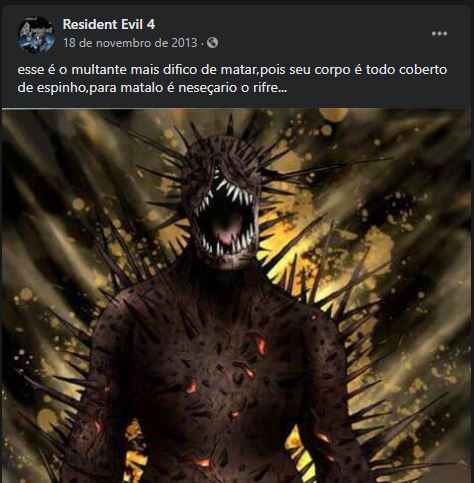 Resident Evil 4
18 de novembro de 2013 ·
esse é o multante mais difico de matar,pois seu corpo é todo coberto
de espinho,para matalo é neseçario o rifre...